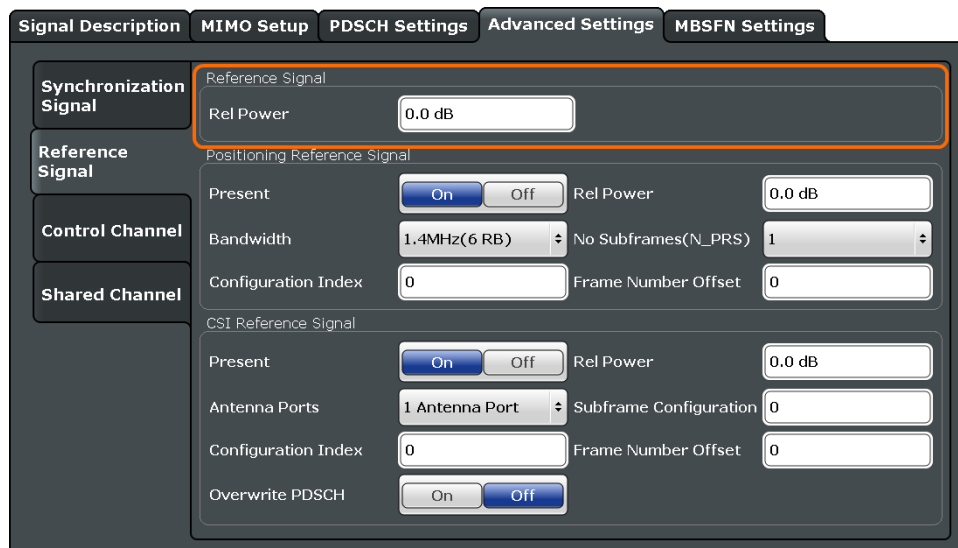 Signal Description MIMO Setup PDSCH Settings Advanced Settings MBSFN Settings
Synchronization
Signal
Reference
Signal
Control Channel
Shared Channel
Reference Signal
Rel Power 0.0 dB
Positioning Reference Signal
Present On Off Rel Power 0.0 dB
Bandwidth 1.4MHz(6 RB) No Subframes(N_PRS) 1
Configuration Index 0 Frame Number Offset 0
CSI Reference Signal
Present On Off Rel Power 0.0 dB
Antenna Ports 1 Antenna Port Subframe Configuration 0
Configuration Index 0 Frame Number Offset 0
Overwrite PDSCH On Off